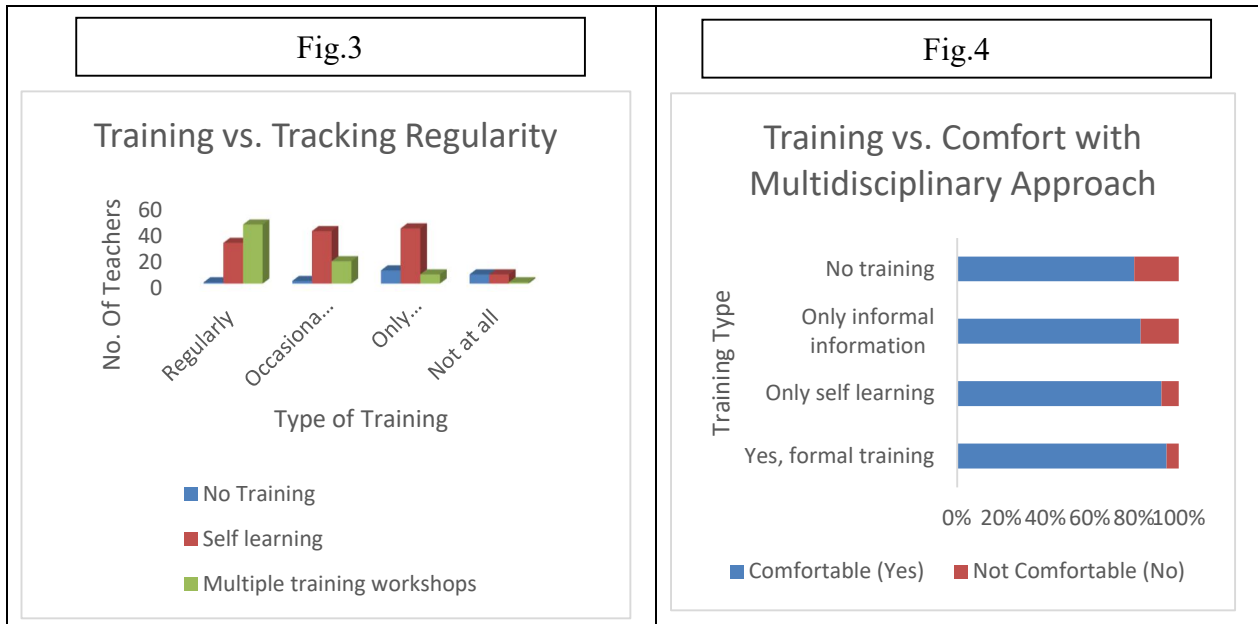 Fig.3
Training vs. Tracking Regularity
No. Of Teachers
60
40
20
0
Regularly
Occasiona...
Only...
Not at all
Type of Training
No Training
Self learning
Multiple training workshops
Fig.4
Training vs. Comfort with
Multidisciplinary Approach
Training Type
No training
Only informal
information
Only self learning
Yes, formal training
0% 20% 40% 60% 80% 100%
Comfortable (Yes) Not Comfortable (No)